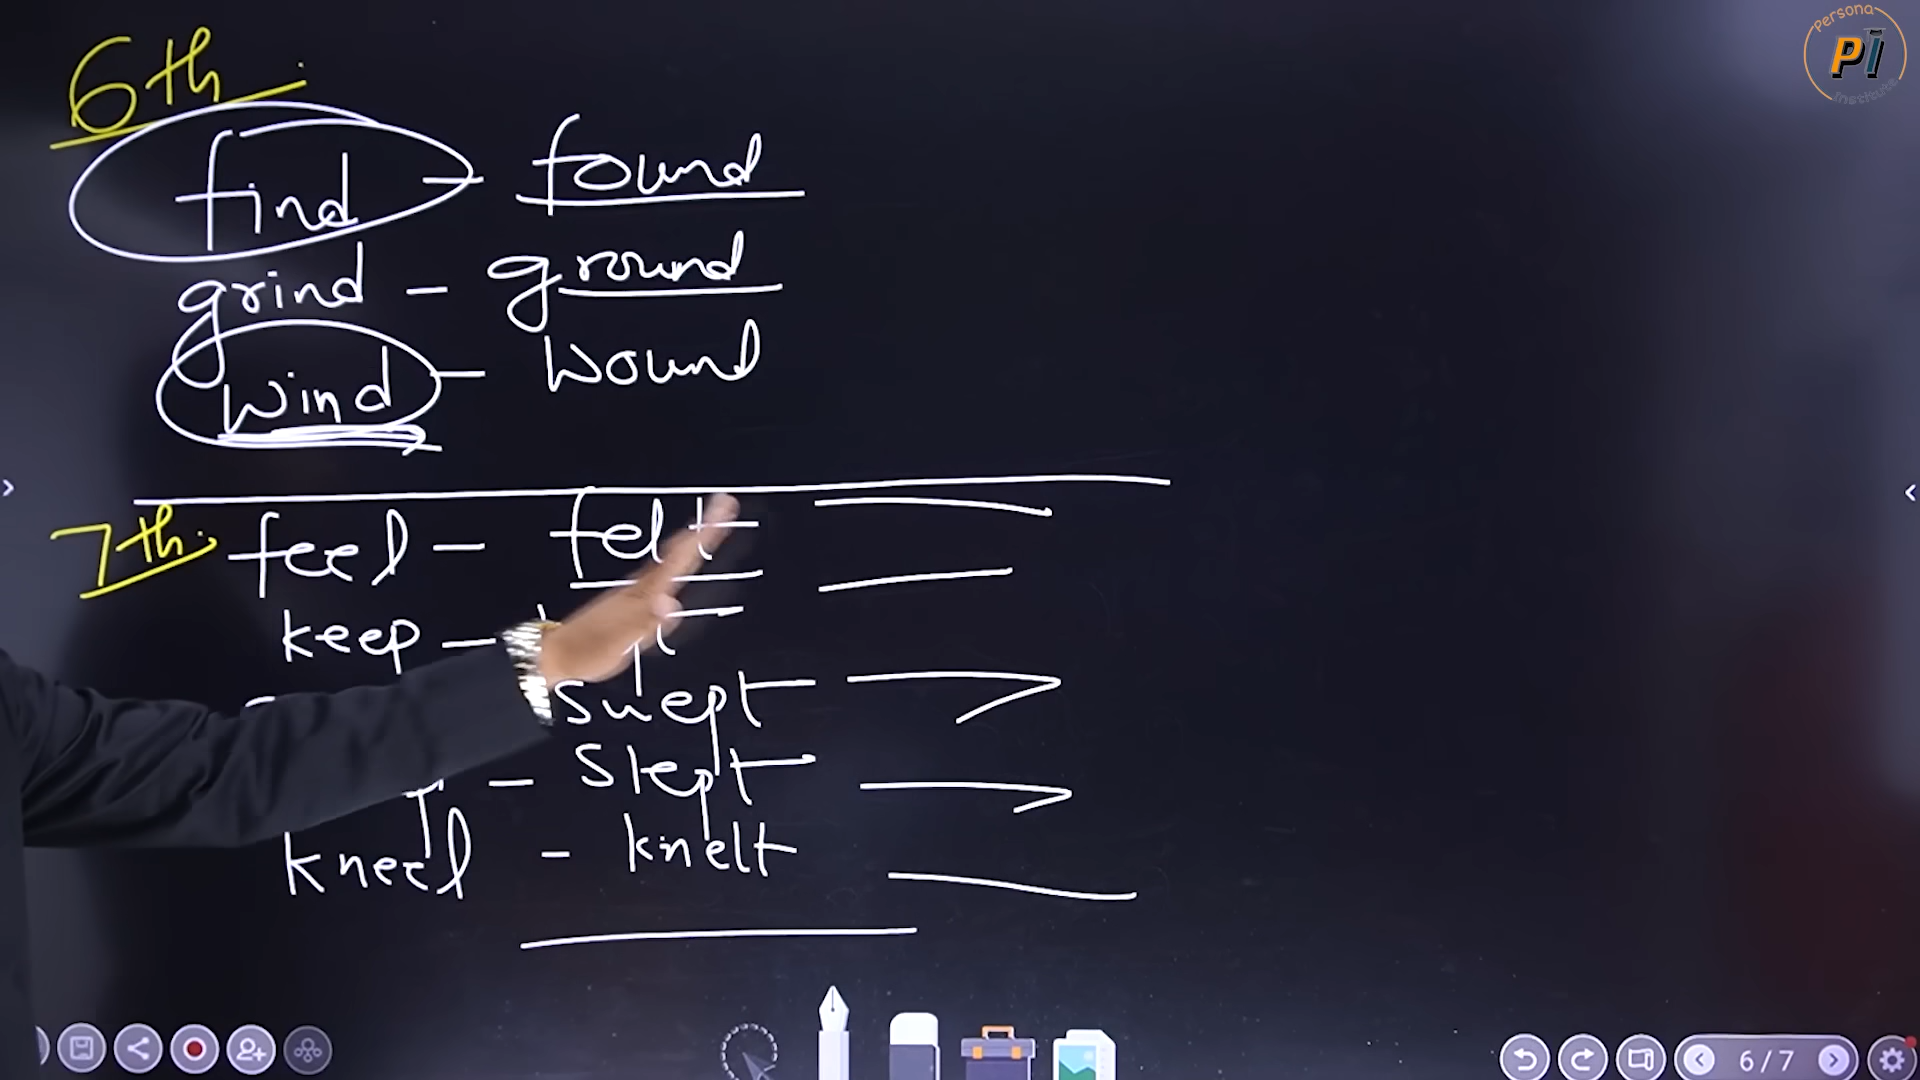 6th
find - found
grind - ground
wind - wound
7th. feel - felt
keep -
swept
- slept
kneel - knelt
Persona
PI
Institute
6/7